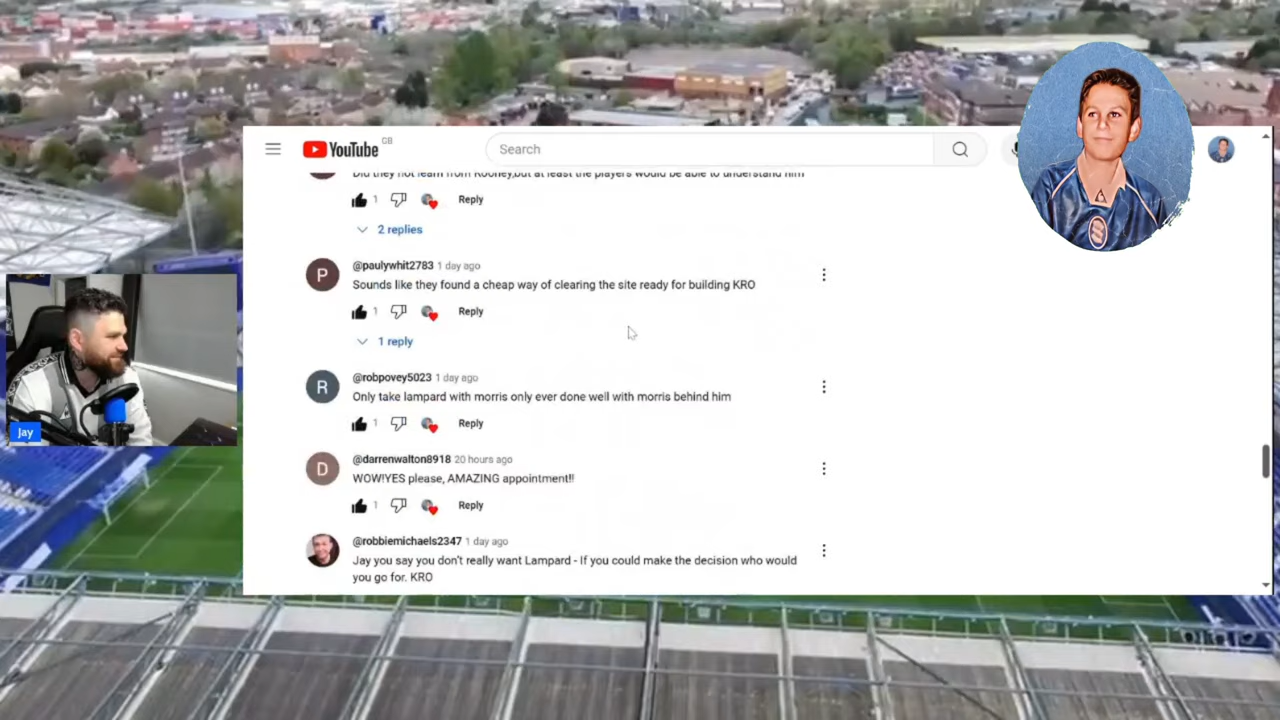 YouTube GB
Search
Did they not learn from Rooney,but at least the players would be able to understand him
1 Reply
2 replies
P
@paulywhit2783 1 day ago
Sounds like they found a cheap way of clearing the site ready for building KRO
1 Reply
1 reply
R
@robpovey5023 1 day ago
Only take lampard with morris only ever done well with morris behind him
1 Reply
D
@darrenwalton8918 20 hours ago
WOW!YES please, AMAZING appointment!!
1 Reply
@robbiemichaels2347 1 day ago
Jay you say you don't really want Lampard - If you could make the decision who would
you go for. KRO
Jay